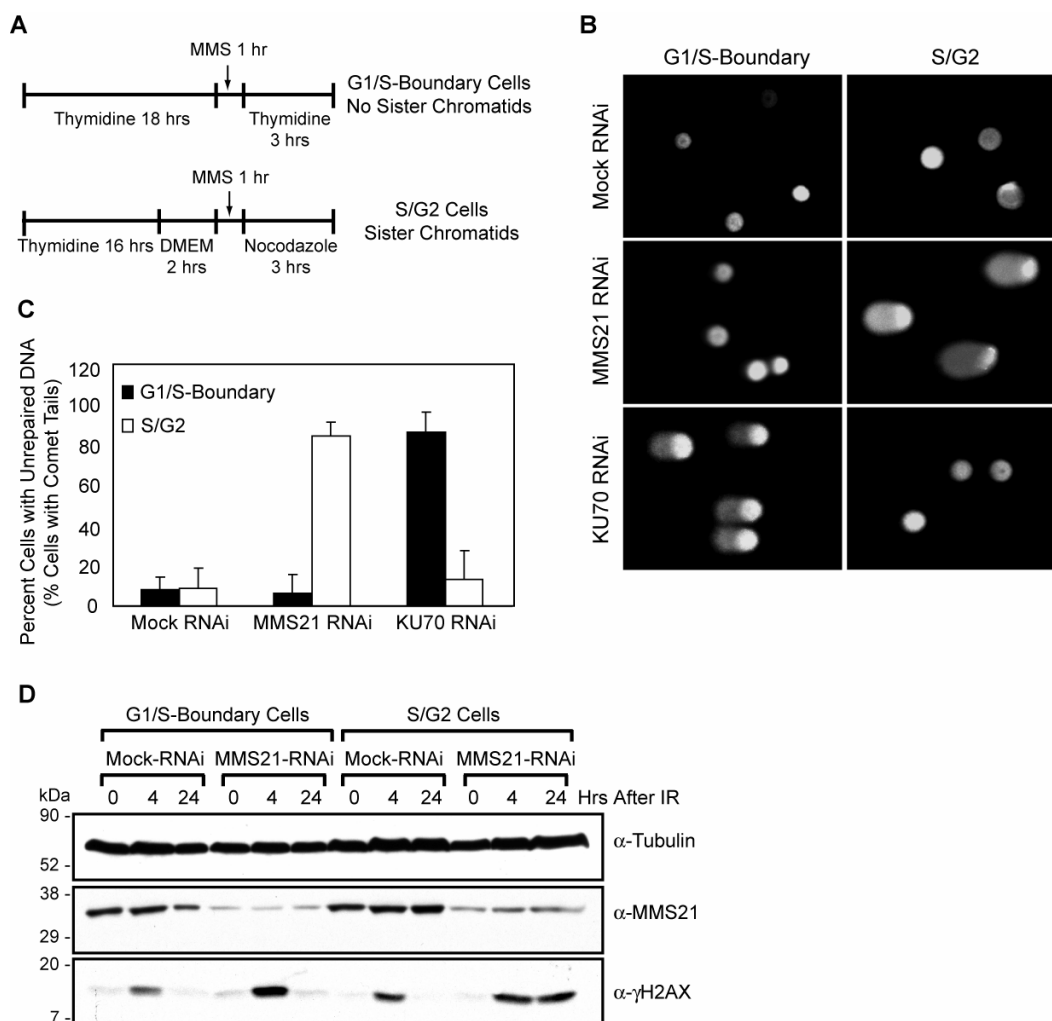 A
MMS 1 hr
Thymidine 18 hrs
Thymidine
3 hrs
G1/S-Boundary Cells
No Sister Chromatids
MMS 1 hr
Thymidine 16 hrs
DMEM
2 hrs
Nocodazole
3 hrs
S/G2 Cells
Sister Chromatids
B
G1/S-Boundary
S/G2
Mock RNAi
MMS21 RNAi
KU70 RNAi
C
Percent Cells with Unrepaired DNA
(% Cells with Comet Tails)
120
100
80
60
40
20
0
G1/S-Boundary
S/G2
Mock RNAi
MMS21 RNAi
KU70 RNAi
D
G1/S-Boundary Cells
S/G2 Cells
Mock-RNAi
MMS21-RNAi
Mock-RNAi
MMS21-RNAi
kDa
0 4 24 0 4 24 0 4 24 0 4 24 Hrs After IR
90 -
52 -
α-Tubulin
38 -
29 -
α-MMS21
20 -
7 -
α-γH2AX